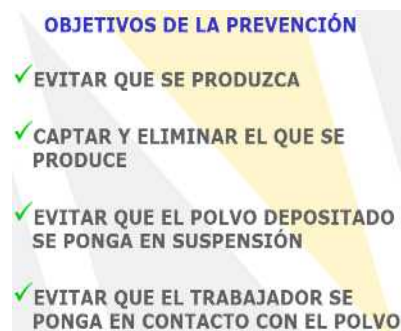 OBJETIVOS DE LA PREVENCIÓN
EVITAR QUE SE PRODUZCA
CAPTAR Y ELIMINAR EL QUE SE
PRODUCE
EVITAR QUE EL POLVO DEPOSITADO
SE PONGA EN SUSPENSIÓN
EVITAR QUE EL TRABAJADOR SE
PONGA EN CONTACTO CON EL POLVO